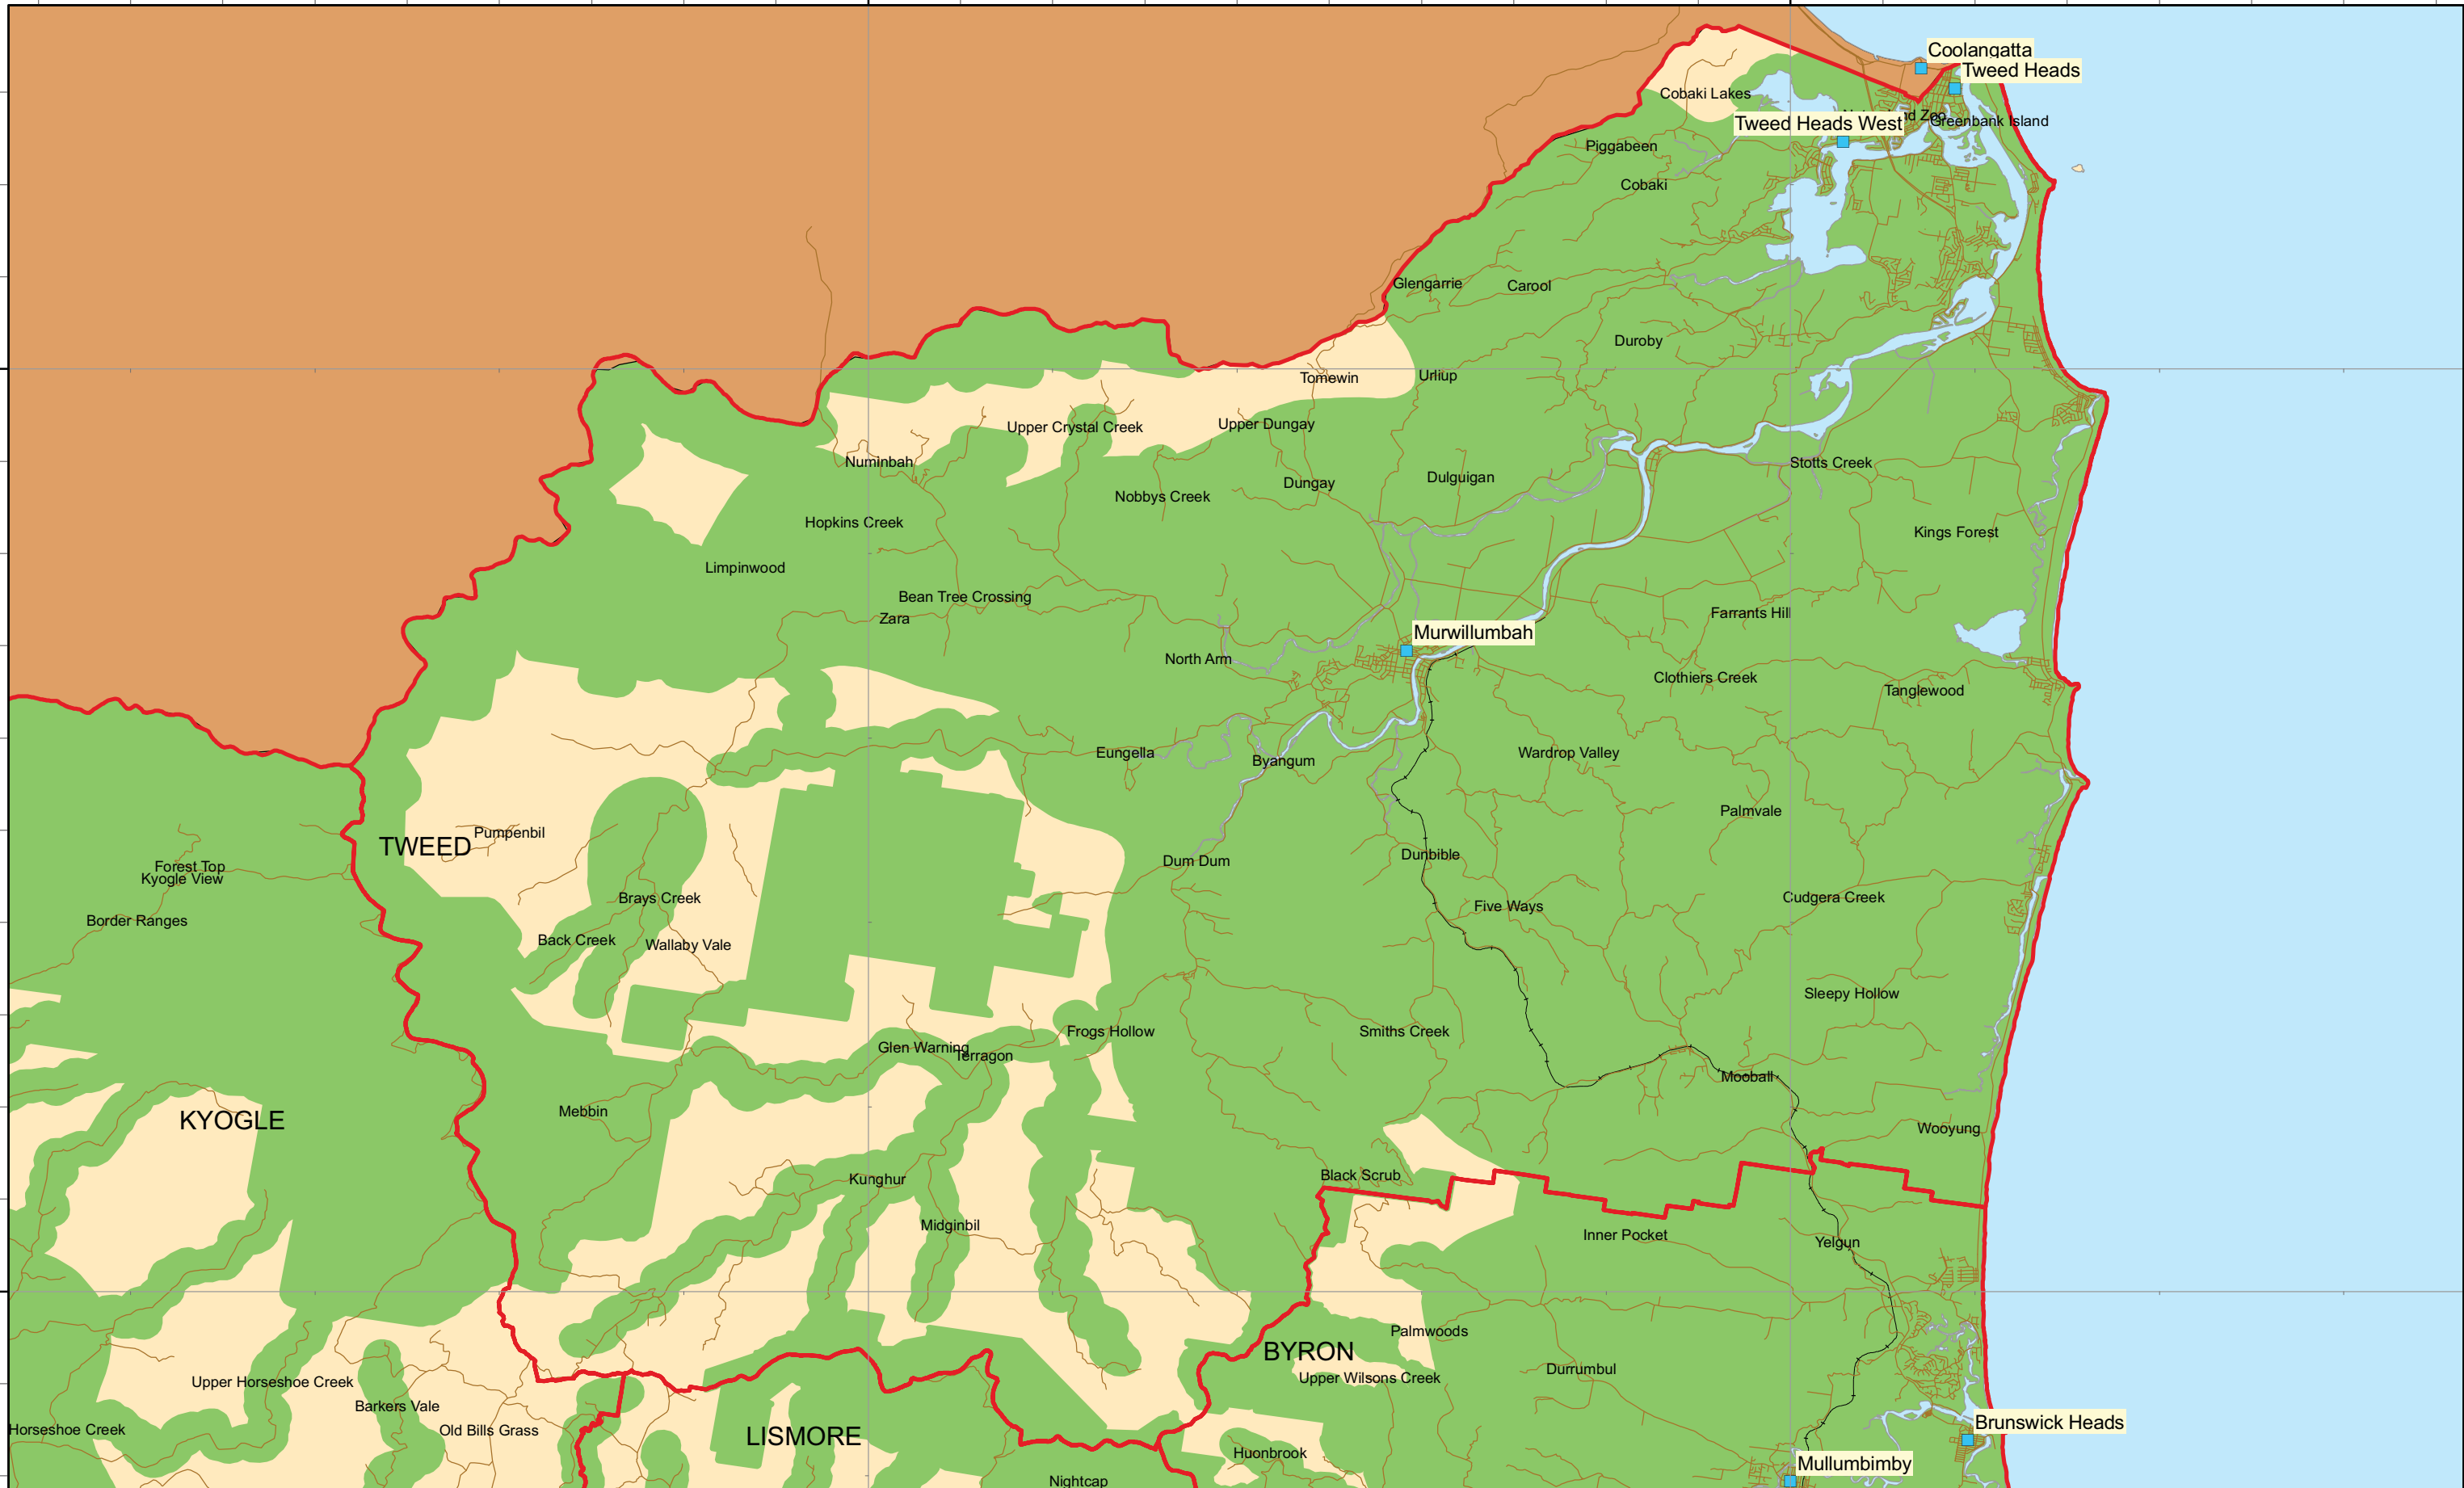 Coolangatta
Tweed Heads
Cobaki Lakes
Tweed Heads West
Greenbank Island
Piggabeen
Cobaki
Glengarrie
Carool
Duroby
Tomewin
Urliup
Upper Crystal Creek
Upper Dungay
Numinbah
Stotts Creek
Dulguigan
Dungay
Nobbys Creek
Hopkins Creek
Kings Forest
Limpinwood
Bean Tree Crossing
Zara
Farrants Hill
Murwillumbah
North Arm
Clothiers Creek
Tanglewood
Eungella
Byangum
Wardrop Valley
Palmvale
Pumpenbil
TWEED
Dunbible
Dum Dum
Forest Top
Kyogle View
Brays Creek
Cudgera Creek
Five Ways
Border Ranges
Back Creek
Wallaby Vale
Sleepy Hollow
Frogs Hollow
Smiths Creek
Glen Warning
Terragon
Mooball
Mebbin
KYOGLE
Wooyung
Black Scrub
Kunghur
Midginbil
Inner Pocket
Yelgun
Palmwoods
BYRON
Durrumbul
Upper Wilsons Creek
Upper Horseshoe Creek
Barkers Vale
Brunswick Heads
Horseshoe Creek
Old Bills Grass
LISMORE
Huonbrook
Mullumbimby
Nightcap